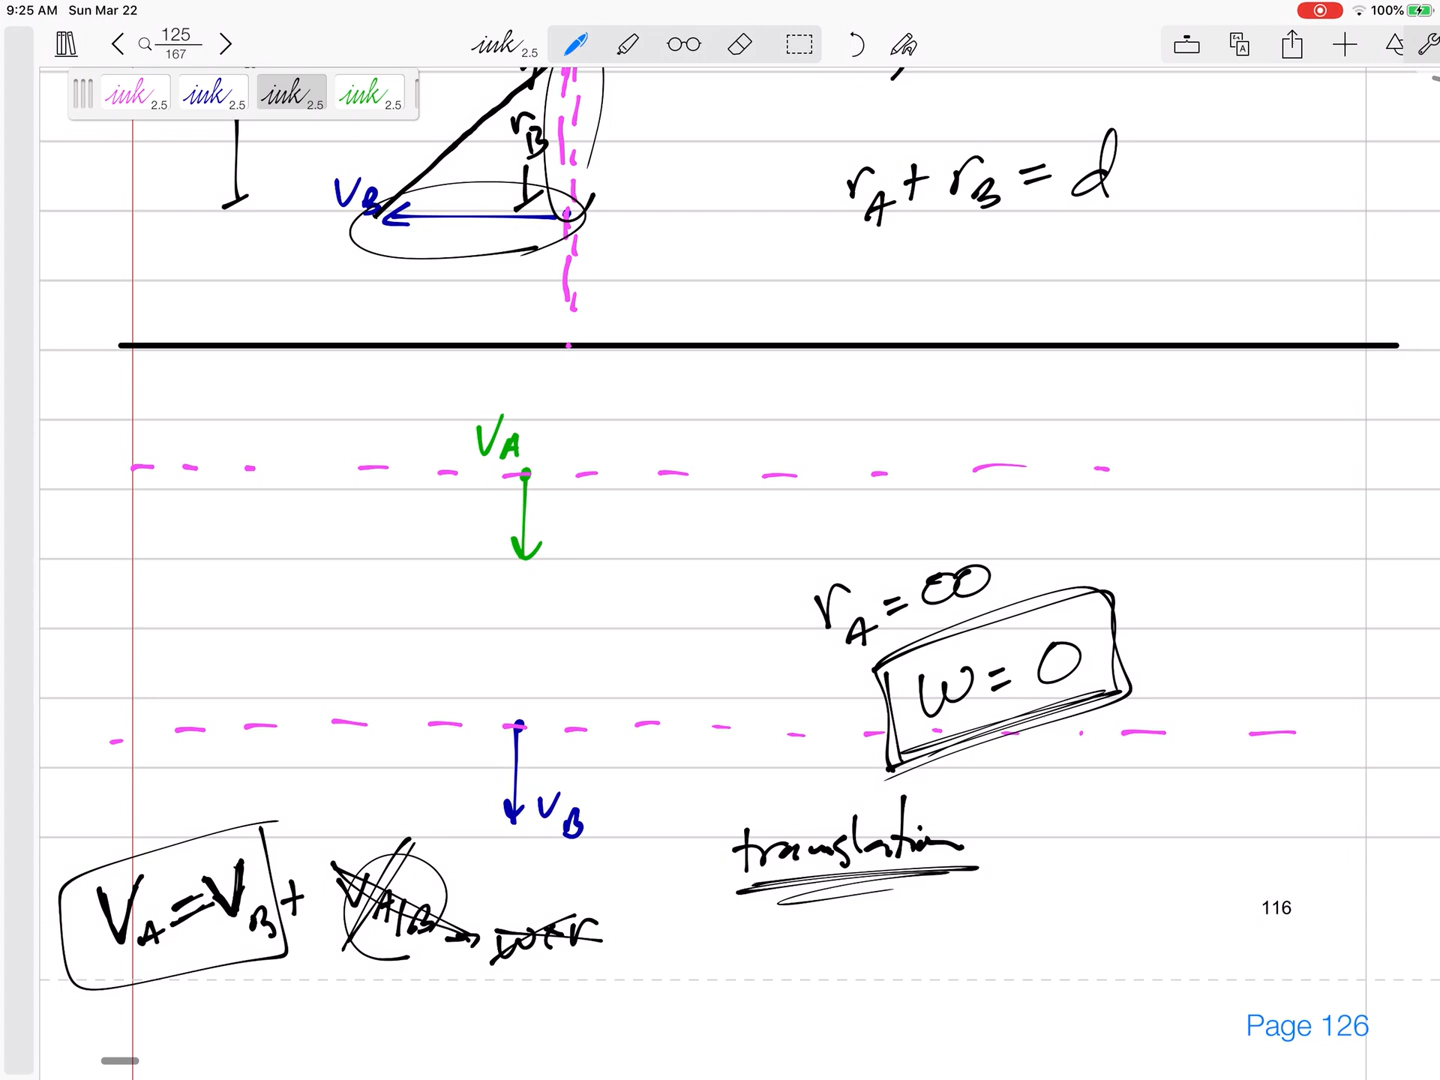 9:25 AM Sun Mar 22
100%
125
167
ink 2.5
ink 2.5
ink 2.5
ink 2.5
ink 2.5
rB
VB
rA + rB = d
VA
rA = ∞
W = 0
VB
translation
VA = VB + VA/B → w × r
116
Page 126